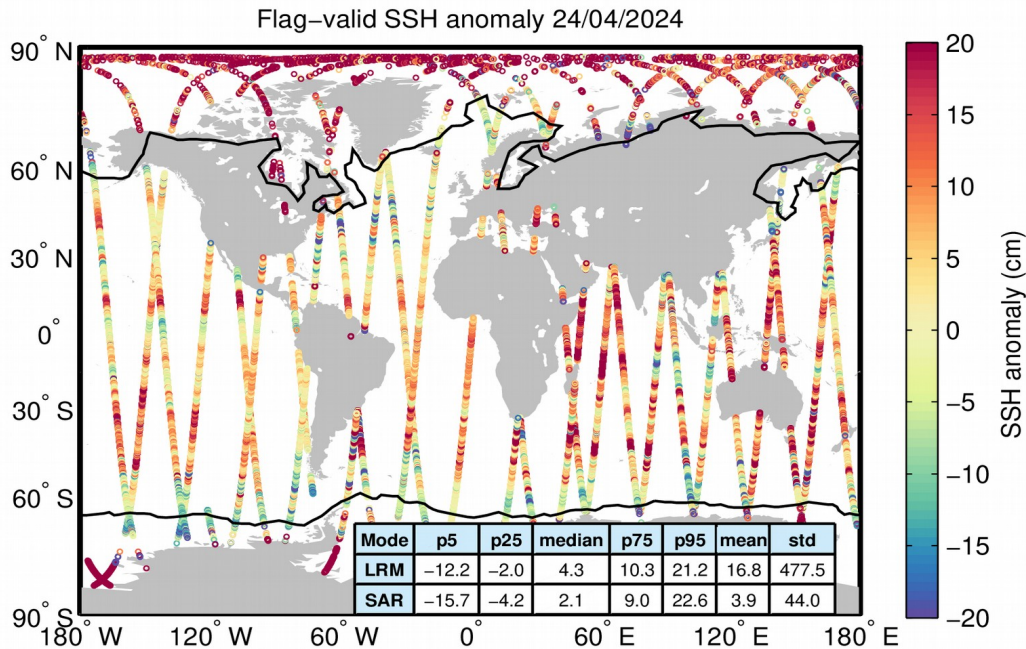 Flag−valid SSH anomaly 24/04/2024
90° N
60° N
30° N
0°
30° S
60° S
90° S
180° W 120° W 60° W 0° 60° E 120° E 180° E
Mode p5 p25 median p75 p95 mean std
LRM −12.2 −2.0 4.3 10.3 21.2 16.8 477.5
SAR −15.7 −4.2 2.1 9.0 22.6 3.9 44.0
20
15
10
5
0
−5
−10
−15
−20
SSH anomaly (cm)